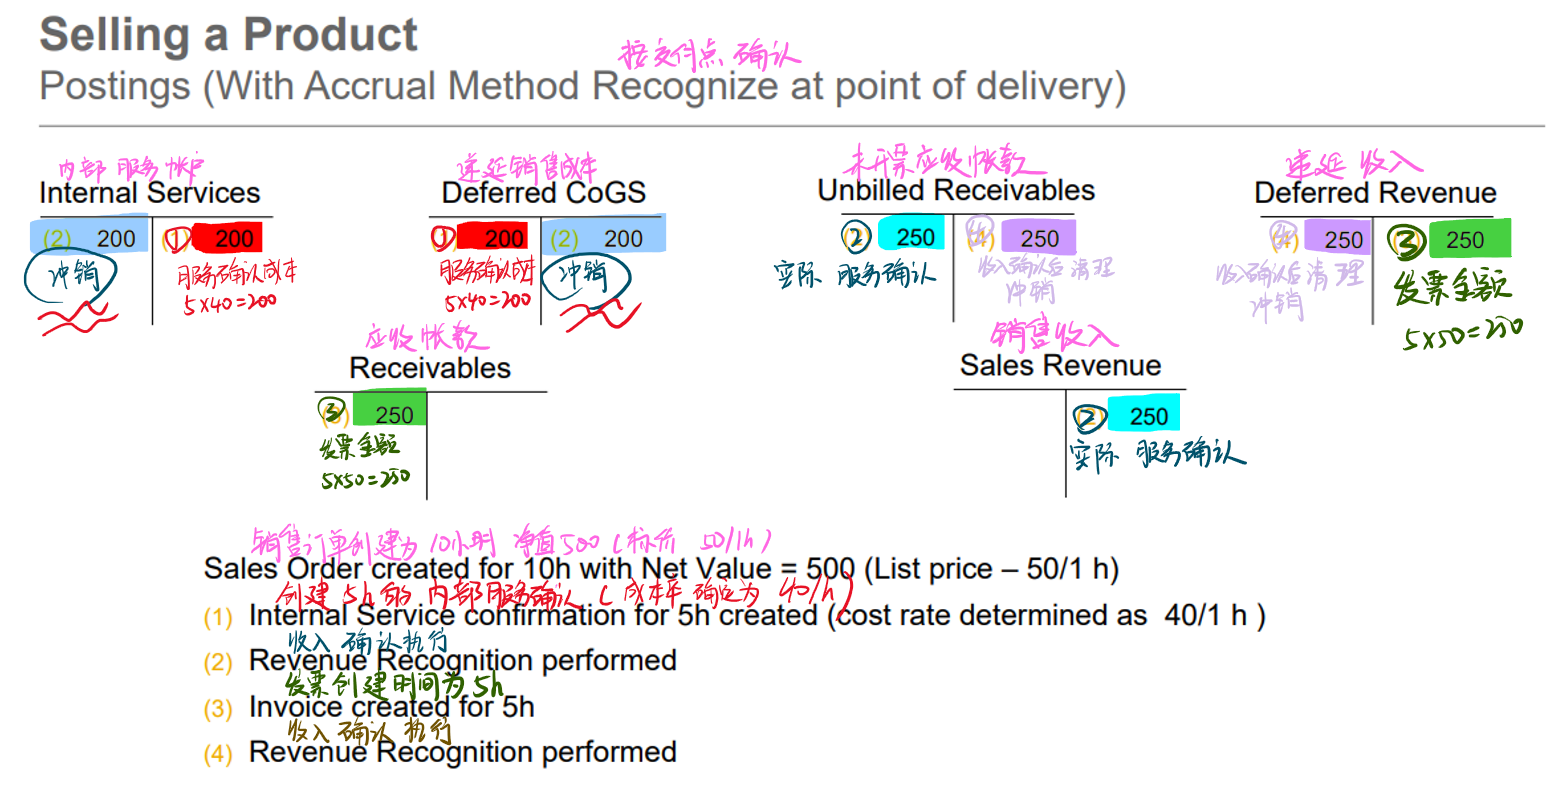 Selling a Product
按交付点 确认
Postings (With Accrual Method Recognize at point of delivery)
内部 服务帐户
Internal Services
(2) 200
① 200
冲销
服务确认成本
5×40=200
递延销售成本
Deferred CoGS
① 200
(2) 200
服务确认成本
5×40=200
冲销
未开票应收帐款
Unbilled Receivables
② 250
(4) 250
实际 服务确认
收入确认后 清理
冲销
递延 收入
Deferred Revenue
(4) 250
③ 250
收入确认后 清理
冲销
发票金额
5×50=250
应收帐款
Receivables
③ 250
发票金额
5×50=250
销售收入
Sales Revenue
② 250
实际 服务确认
销售订单创建为 10小时 净值500 (标价 50/1h)
Sales Order created for 10h with Net Value = 500 (List price – 50/1 h)
创建 5h 的 内部服务确认 (成本率 确定为 40/h)
(1) Internal Service confirmation for 5h created (cost rate determined as 40/1 h )
收入 确认执行
(2) Revenue Recognition performed
发票创建时间为 5h
(3) Invoice created for 5h
收入 确认 执行
(4) Revenue Recognition performed